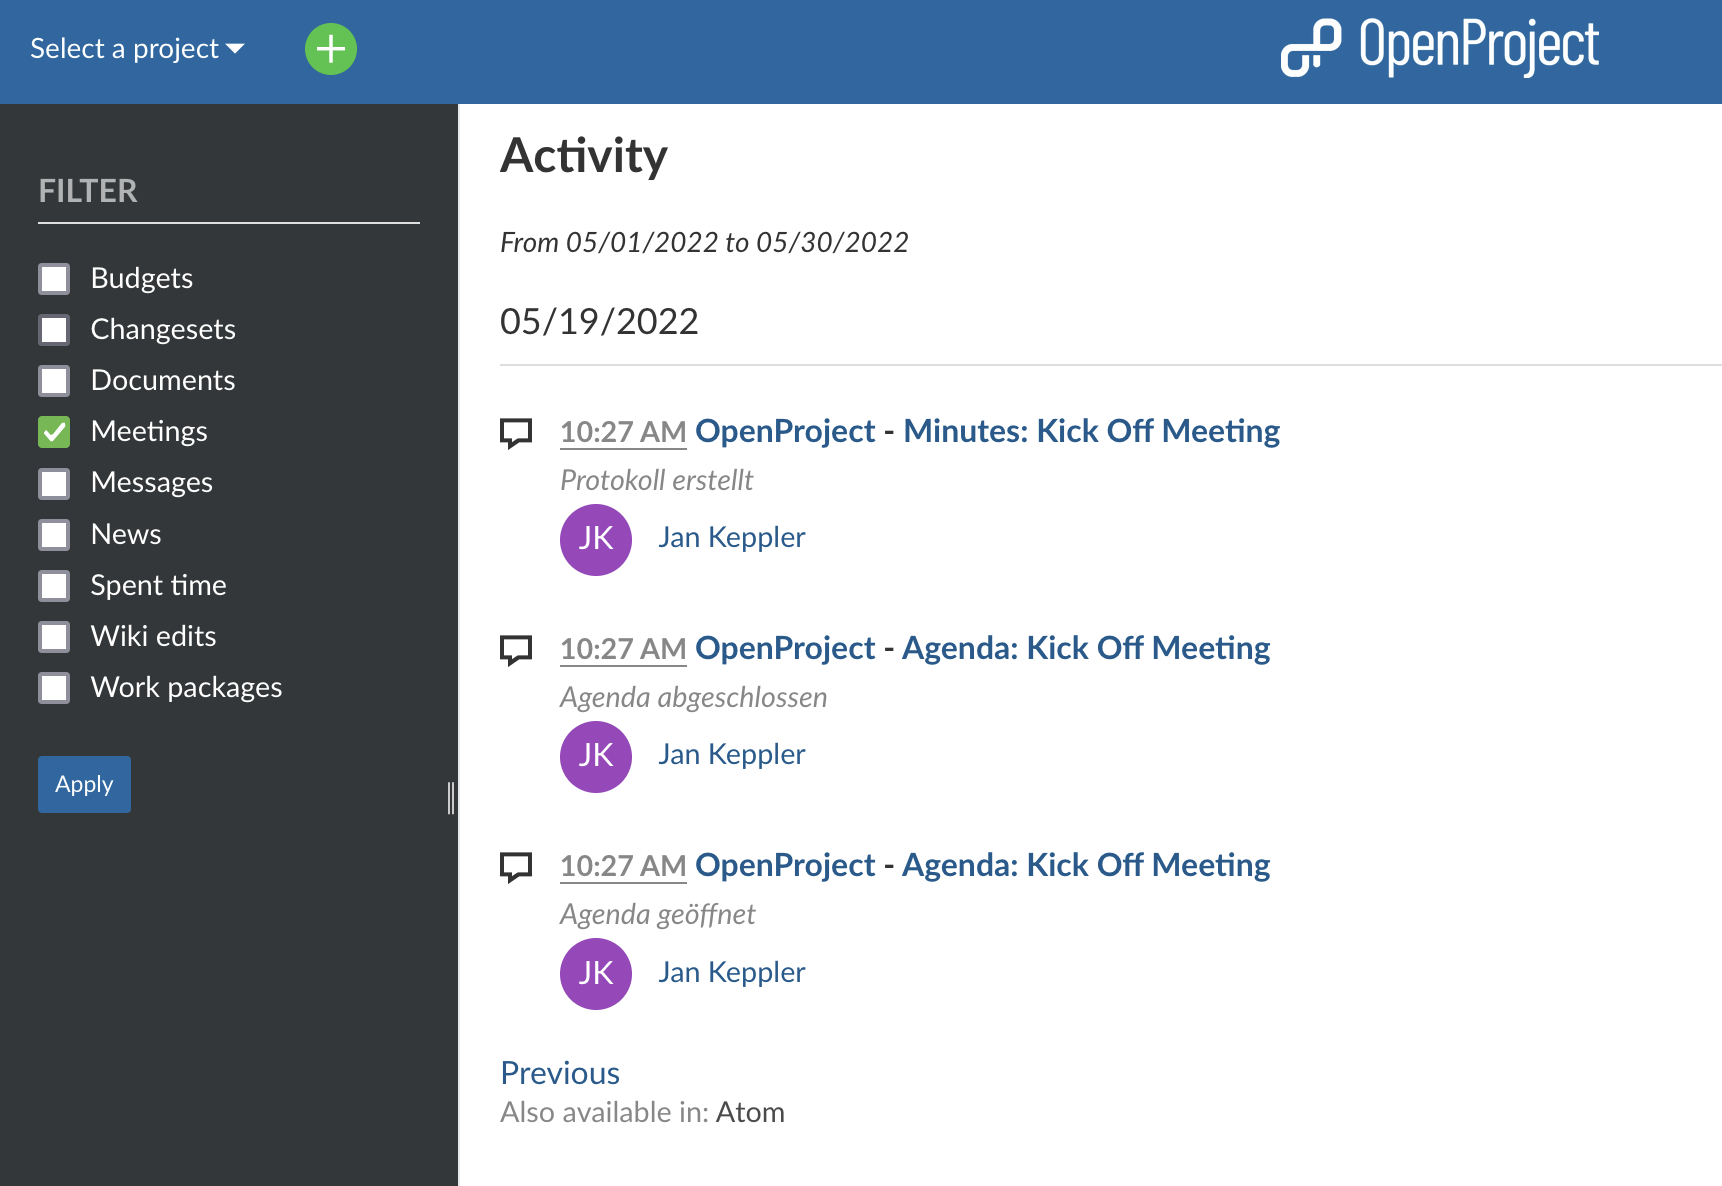 Select a project
OpenProject
FILTER
Budgets
Changesets
Documents
Meetings
Messages
News
Spent time
Wiki edits
Work packages
Apply
Activity
From 05/01/2022 to 05/30/2022
05/19/2022
10:27 AM OpenProject - Minutes: Kick Off Meeting
Protokoll erstellt
JK Jan Keppler
10:27 AM OpenProject - Agenda: Kick Off Meeting
Agenda abgeschlossen
JK Jan Keppler
10:27 AM OpenProject - Agenda: Kick Off Meeting
Agenda geöffnet
JK Jan Keppler
Previous
Also available in: Atom